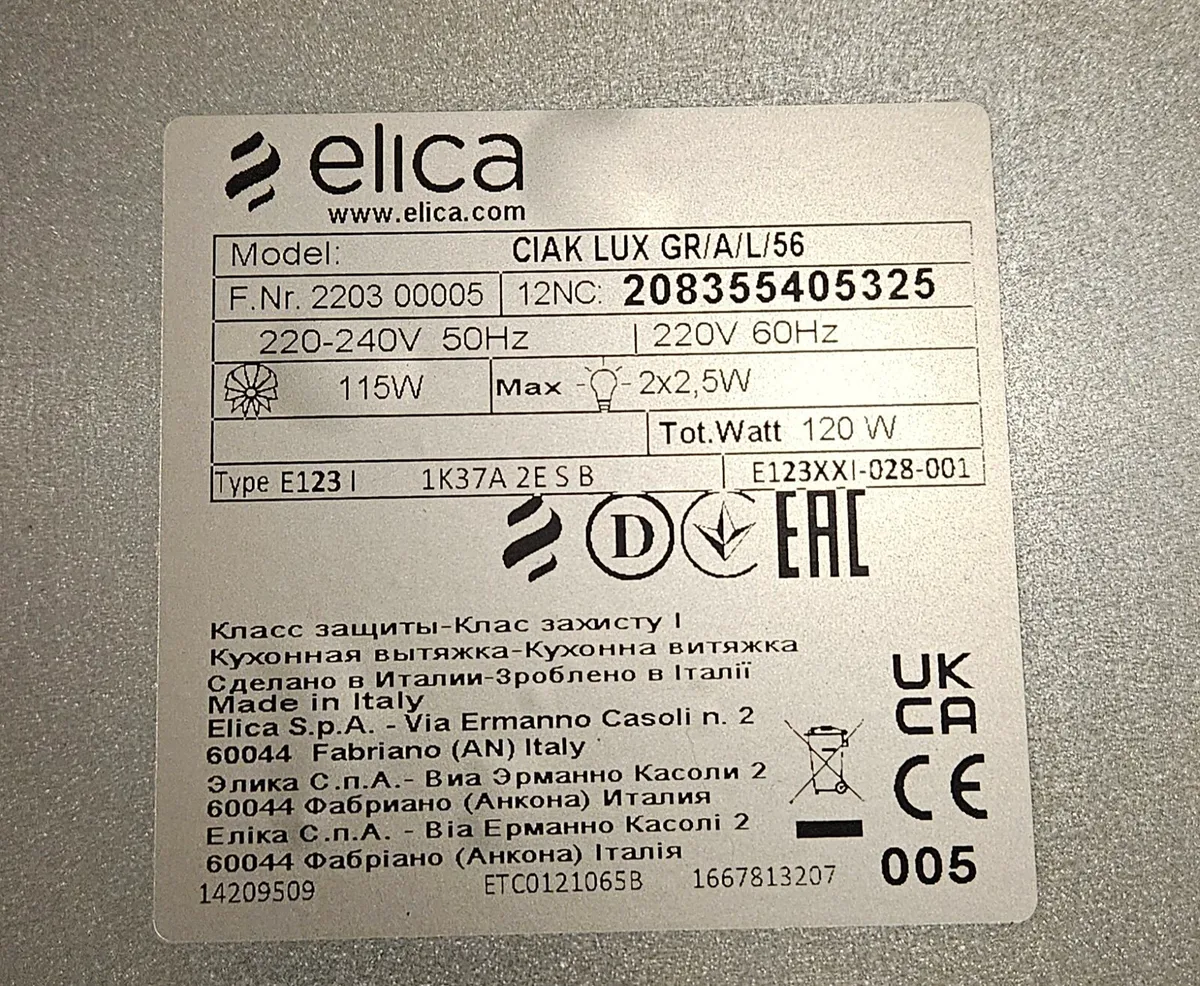 elica
www.elica.com
Model: CIAK LUX GR/A/L/56
F.Nr. 2203 00005 12NC: 208355405325
220-240V 50Hz 220V 60Hz
115W Max 2x2,5W
Tot.Watt 120 W
Type E123 I 1K37A 2E S B E123XXI-028-001
D EAC
Класс защиты-Клас захисту I
Кухонная вытяжка-Кухонна витяжка
Сделано в Италии-Зроблено в Італії
Made in Italy
Elica S.p.A. - Via Ermanno Casoli n. 2
60044 Fabriano (AN) Italy
Элика С.п.А.- Виа Эрманно Касоли 2
60044 Фабриано (Анкона) Италия
Еліка С.п.А. - Віа Ерманно Касолі 2
60044 Фабріано (Анкона) Італія
14209509 ETC0121065B 1667813207
UK
CA
CE
005